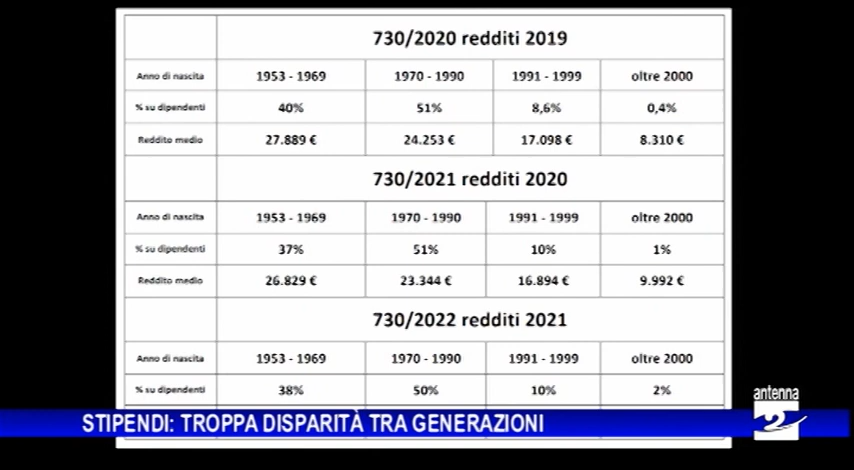 730/2020 redditi 2019
Anno di nascita 1953 - 1969 1970 - 1990 1991 - 1999 oltre 2000
% su dipendenti 40% 51% 8,6% 0,4%
Reddito medio 27.889 € 24.253 € 17.098 € 8.310 €
730/2021 redditi 2020
Anno di nascita 1953 - 1969 1970 - 1990 1991 - 1999 oltre 2000
% su dipendenti 37% 51% 10% 1%
Reddito medio 26.829 € 23.344 € 16.894 € 9.992 €
730/2022 redditi 2021
Anno di nascita 1953 - 1969 1970 - 1990 1991 - 1999 oltre 2000
% su dipendenti 38% 50% 10% 2%
antenna
2
STIPENDI: TROPPA DISPARITÀ TRA GENERAZIONI